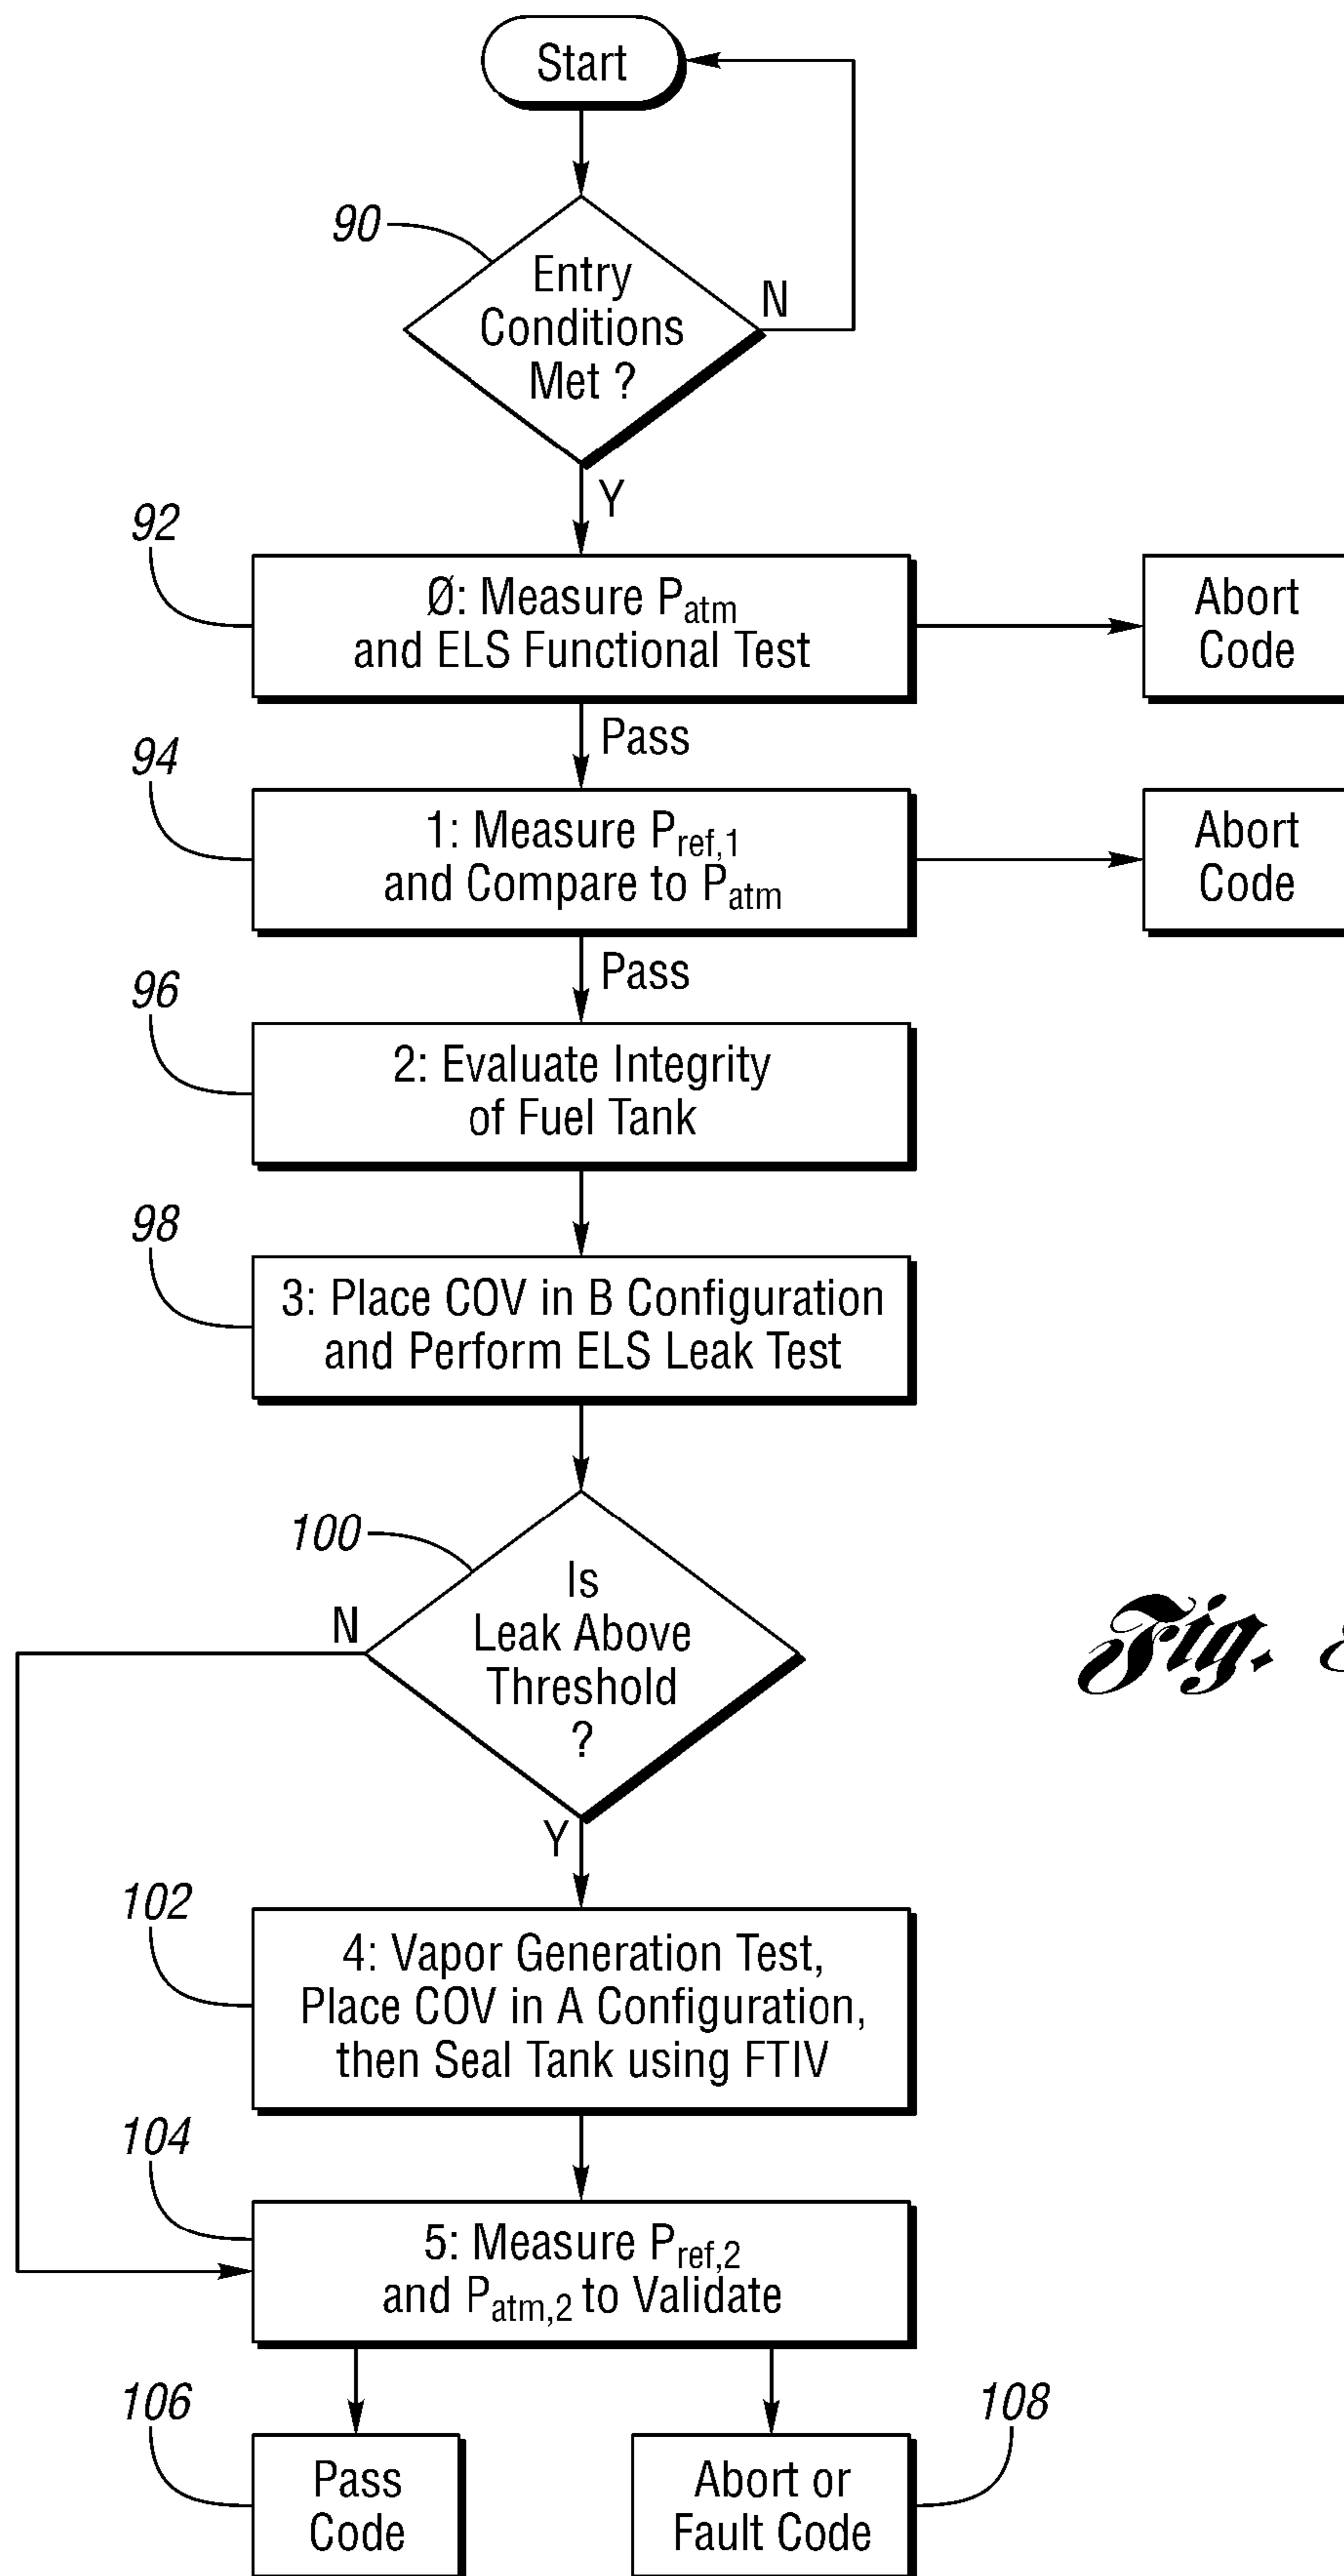 Start
90
Entry
Conditions
Met ?
N
Y
92
Ø: Measure Patm
and ELS Functional Test
Abort
Code
Pass
94
1: Measure Pref,1
and Compare to Patm
Abort
Code
Pass
96
2: Evaluate Integrity
of Fuel Tank
98
3: Place COV in B Configuration
and Perform ELS Leak Test
100
Is
Leak Above
Threshold
?
N
Fig.
Y
102
4: Vapor Generation Test,
Place COV in A Configuration,
then Seal Tank using FTIV
104
5: Measure Pref,2
and Patm,2 to Validate
106
Pass
Code
108
Abort or
Fault Code